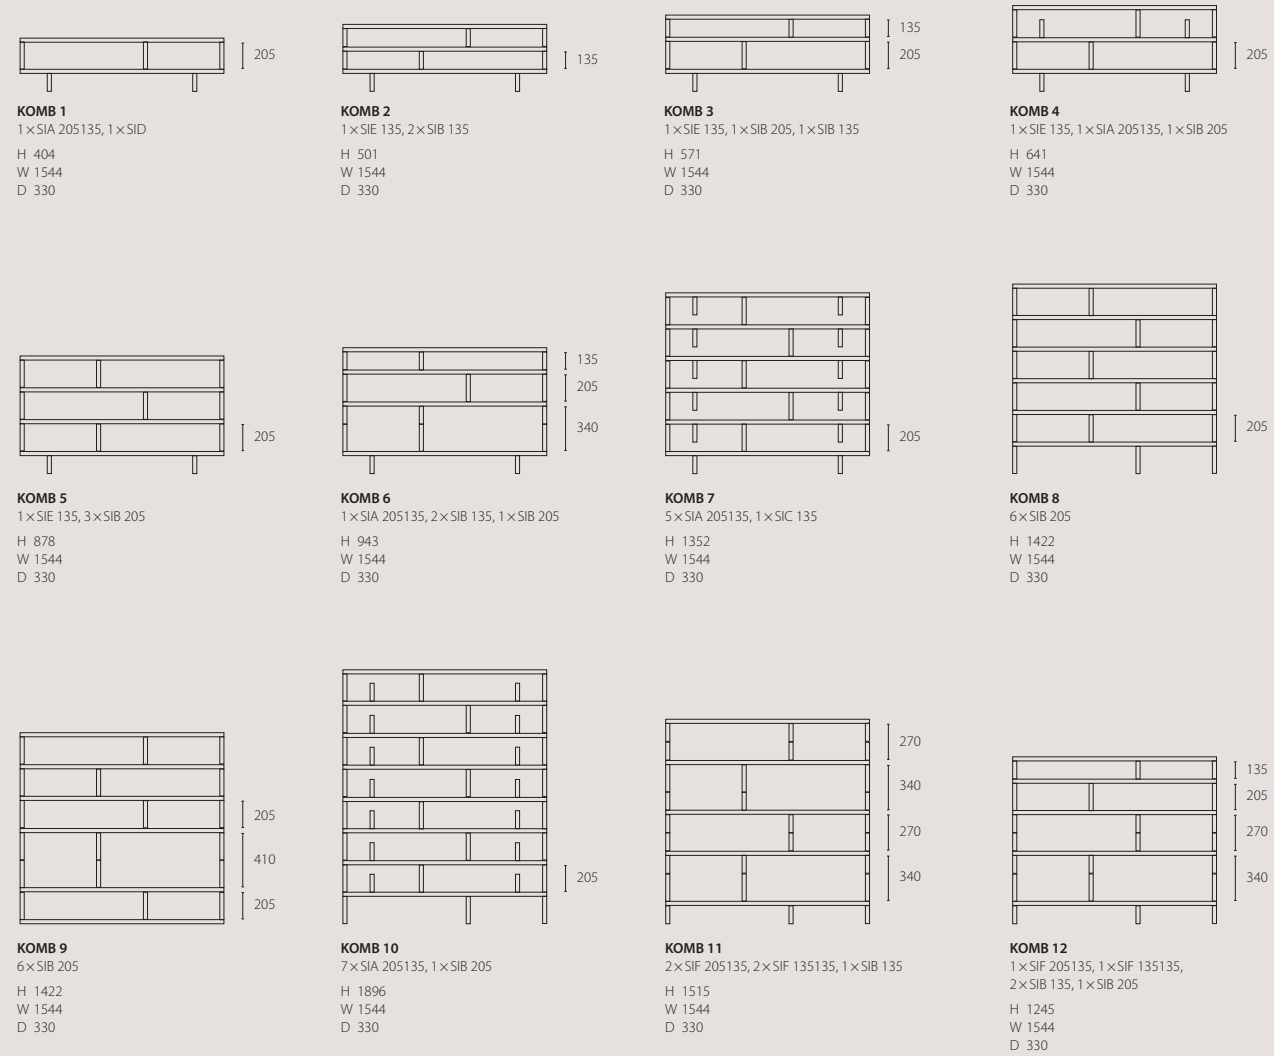 205
KOMB 1
1×SIA 205135, 1×SID
H 404
W 1544
D 330
135
KOMB 2
1×SIE 135, 2×SIB 135
H 501
W 1544
D 330
135
205
KOMB 3
1×SIE 135, 1×SIB 205, 1×SIB 135
H 571
W 1544
D 330
205
KOMB 4
1×SIE 135, 1×SIA 205135, 1×SIB 205
H 641
W 1544
D 330
205
KOMB 5
1×SIE 135, 3×SIB 205
H 878
W 1544
D 330
135
205
340
KOMB 6
1×SIA 205135, 2×SIB 135, 1×SIB 205
H 943
W 1544
D 330
205
KOMB 7
5×SIA 205135, 1×SIC 135
H 1352
W 1544
D 330
205
KOMB 8
6×SIB 205
H 1422
W 1544
D 330
205
410
205
KOMB 9
6×SIB 205
H 1422
W 1544
D 330
205
KOMB 10
7×SIA 205135, 1×SIB 205
H 1896
W 1544
D 330
270
340
270
340
KOMB 11
2×SIF 205135, 2×SIF 135135, 1×SIB 135
H 1515
W 1544
D 330
135
205
270
340
KOMB 12
1×SIF 205135, 1×SIF 135135,
2×SIB 135, 1×SIB 205
H 1245
W 1544
D 330